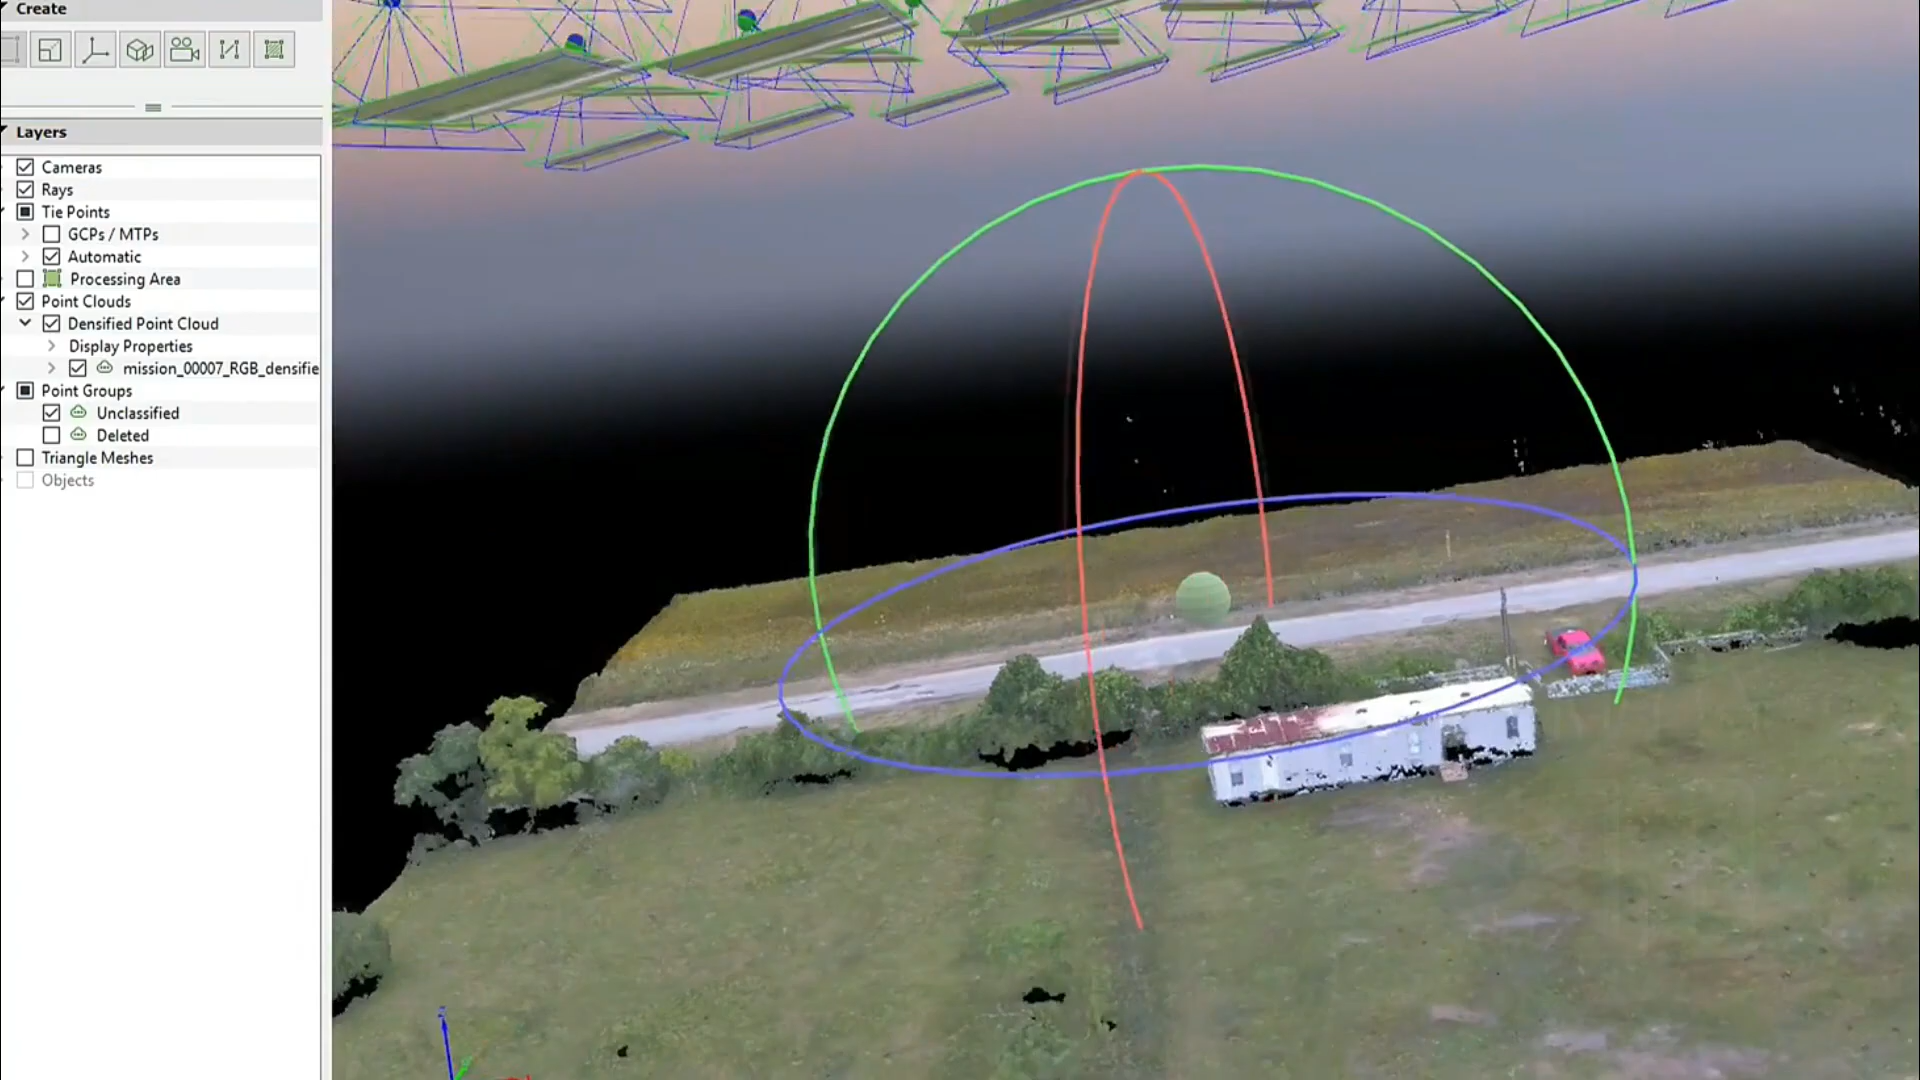 Create
Layers
Cameras
Rays
Tie Points
GCPs / MTPs
Automatic
Processing Area
Point Clouds
Densified Point Cloud
Display Properties
mission_00007_RGB_densifie
Point Groups
Unclassified
Deleted
Triangle Meshes
Objects